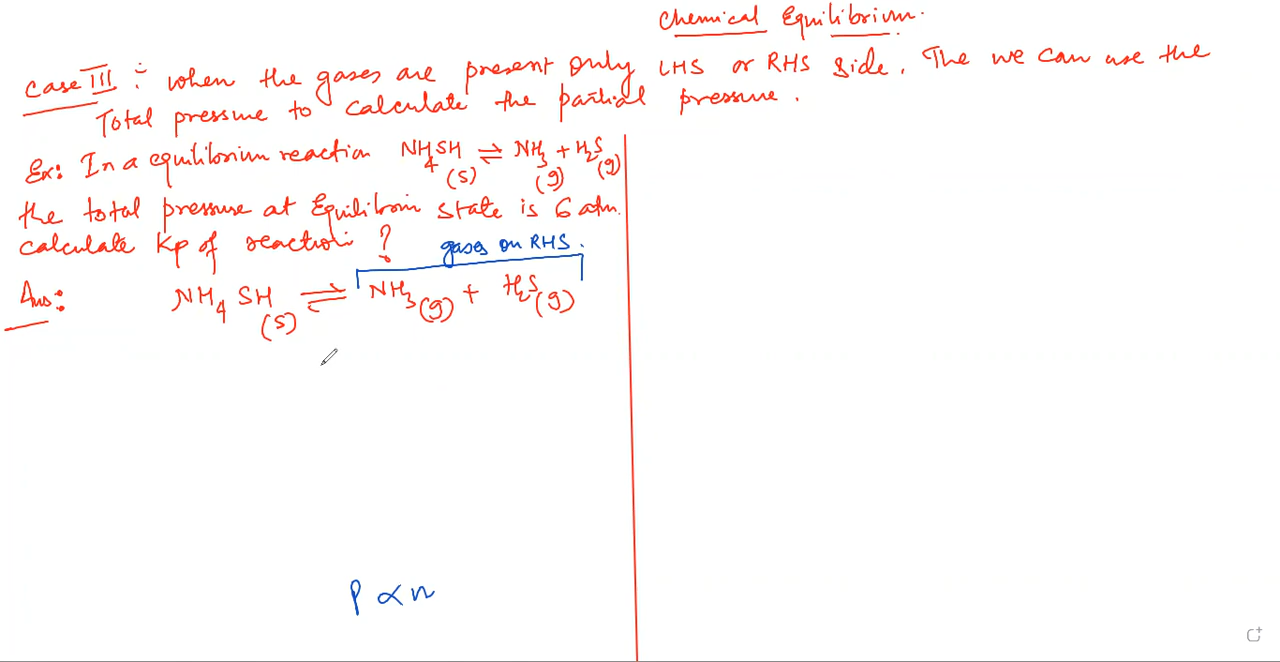 Chemical Equilibrium.
Case III :- when the gases are present only LHS or RHS side. The we can use the
Total pressure to calculate the partial pressure.
Ex: In a equilibrium reaction NH4SH(s) ⇌ NH3(g) + H2S(g)
the total pressure at Equilibrim state is 6 atm.
calculate Kp of reaction ?
gases on RHS.
Ans: NH4SH(s) ⇌ NH3(g) + H2S(g)
P ∝ n